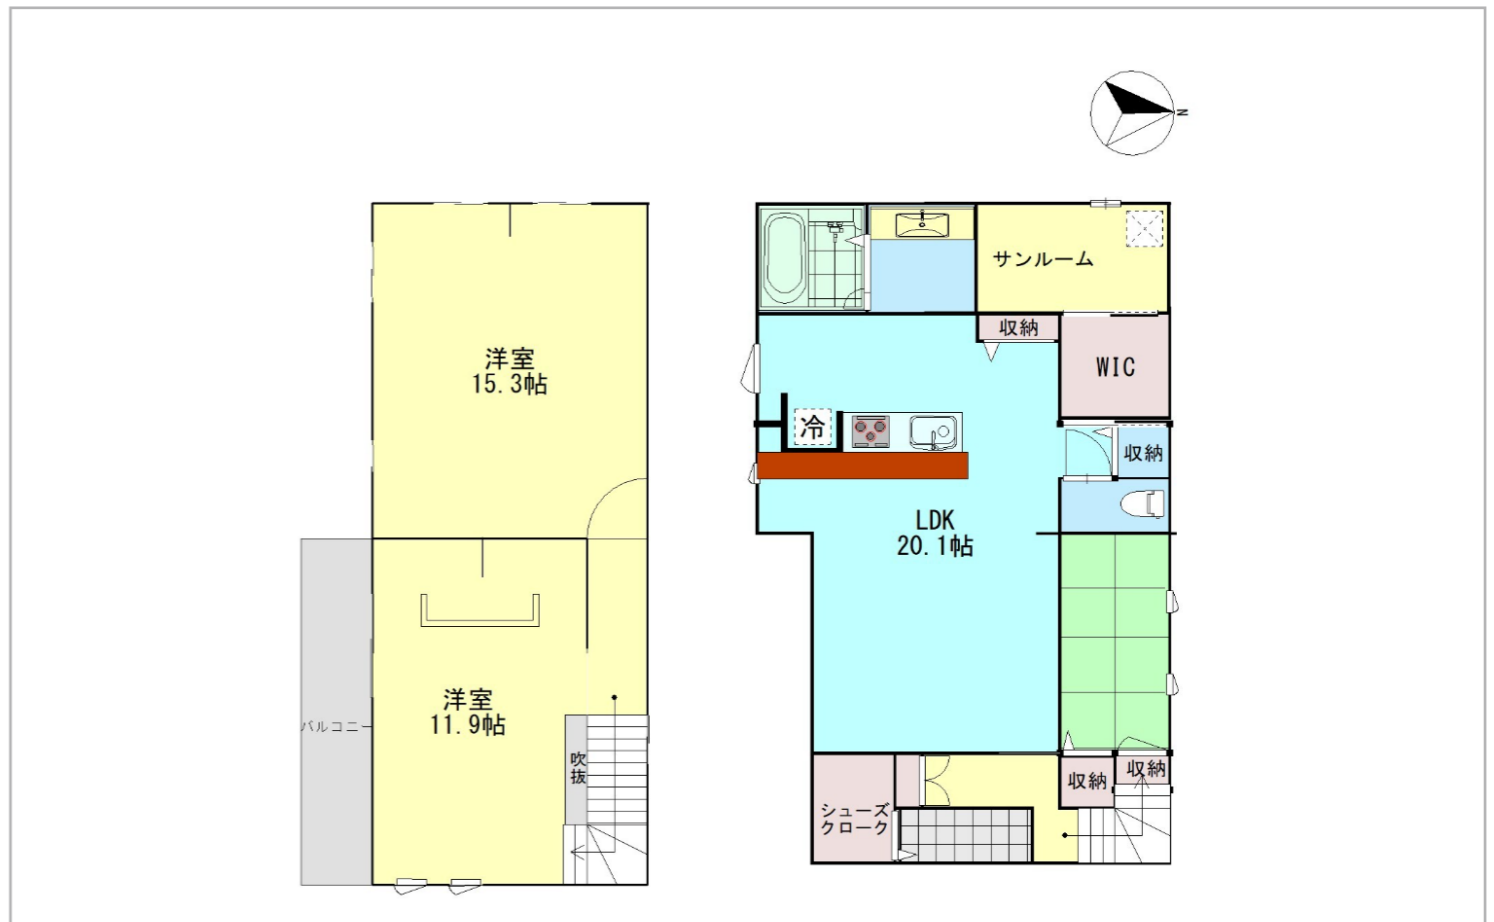 N
洋室
15.3帖
洋室
11.9帖
バルコニー
吹
抜
サンルーム
収納
WIC
冷
収納
LDK
20.1帖
収納
収納
シューズ
クローク